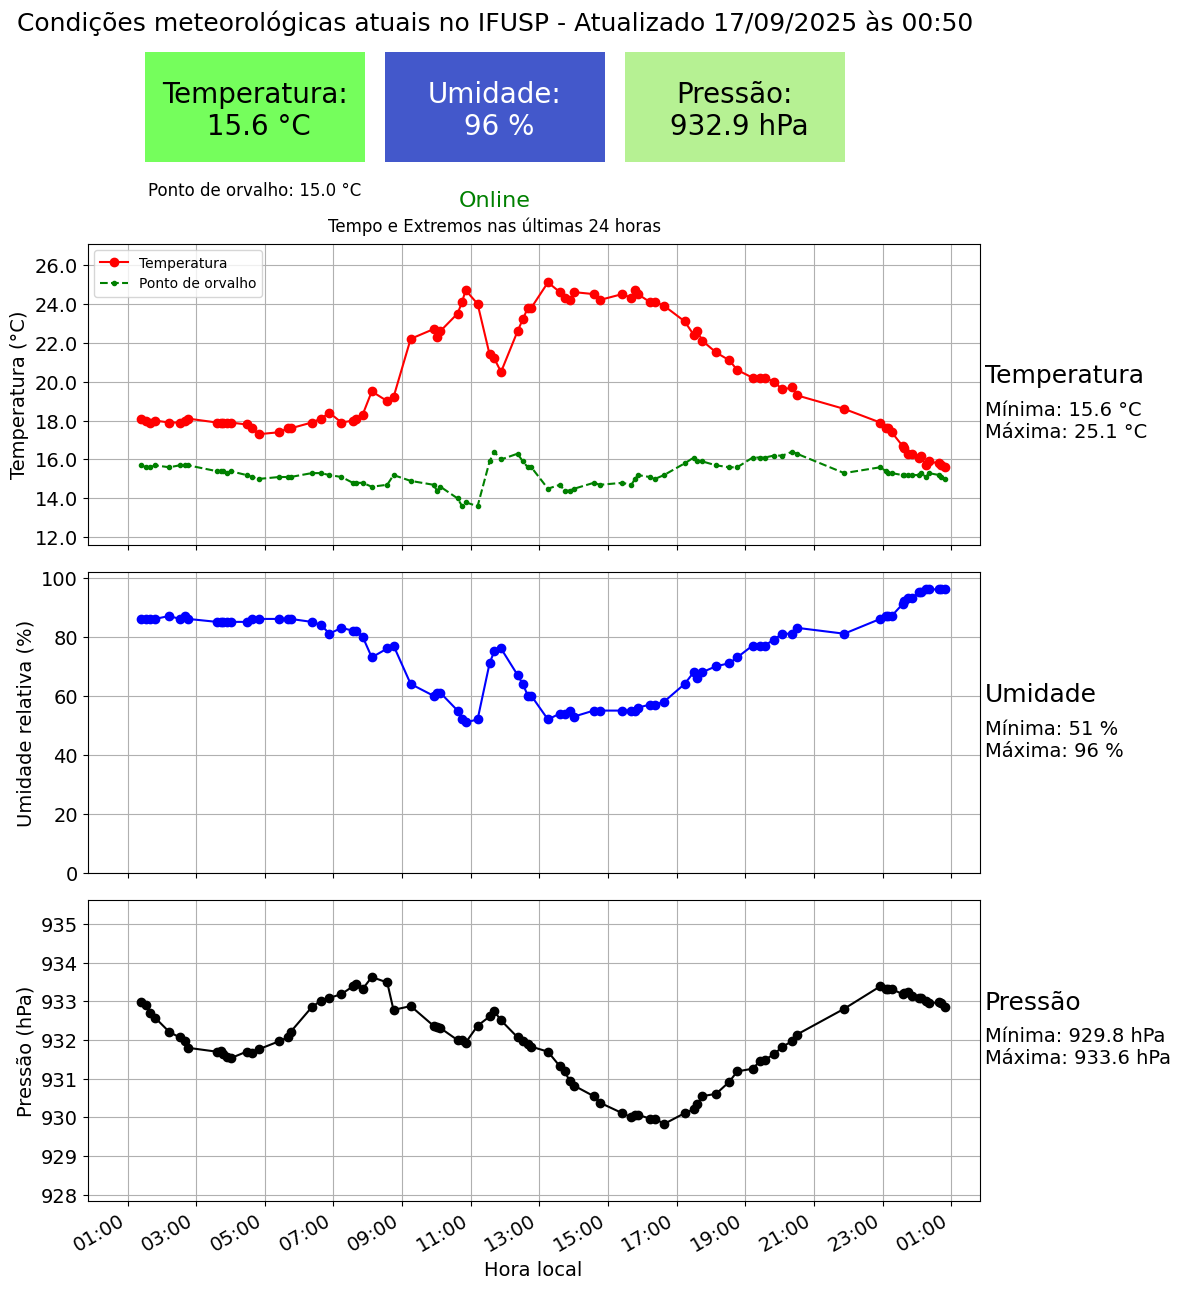 Condições meteorológicas atuais no IFUSP - Atualizado 17/09/2025 às 00:50
Temperatura:
15.6 °C
Umidade:
96 %
Pressão:
932.9 hPa
Ponto de orvalho: 15.0 °C
Online
Tempo e Extremos nas últimas 24 horas
Temperatura (°C)
26.0
24.0
22.0
20.0
18.0
16.0
14.0
12.0
Temperatura
Ponto de orvalho
Temperatura
Mínima: 15.6 °C
Máxima: 25.1 °C
Umidade relativa (%)
100
80
60
40
20
0
Umidade
Mínima: 51 %
Máxima: 96 %
Pressão (hPa)
935
934
933
932
931
930
929
928
Pressão
Mínima: 929.8 hPa
Máxima: 933.6 hPa
01:00
03:00
05:00
07:00
09:00
11:00
13:00
15:00
17:00
19:00
21:00
23:00
01:00
Hora local